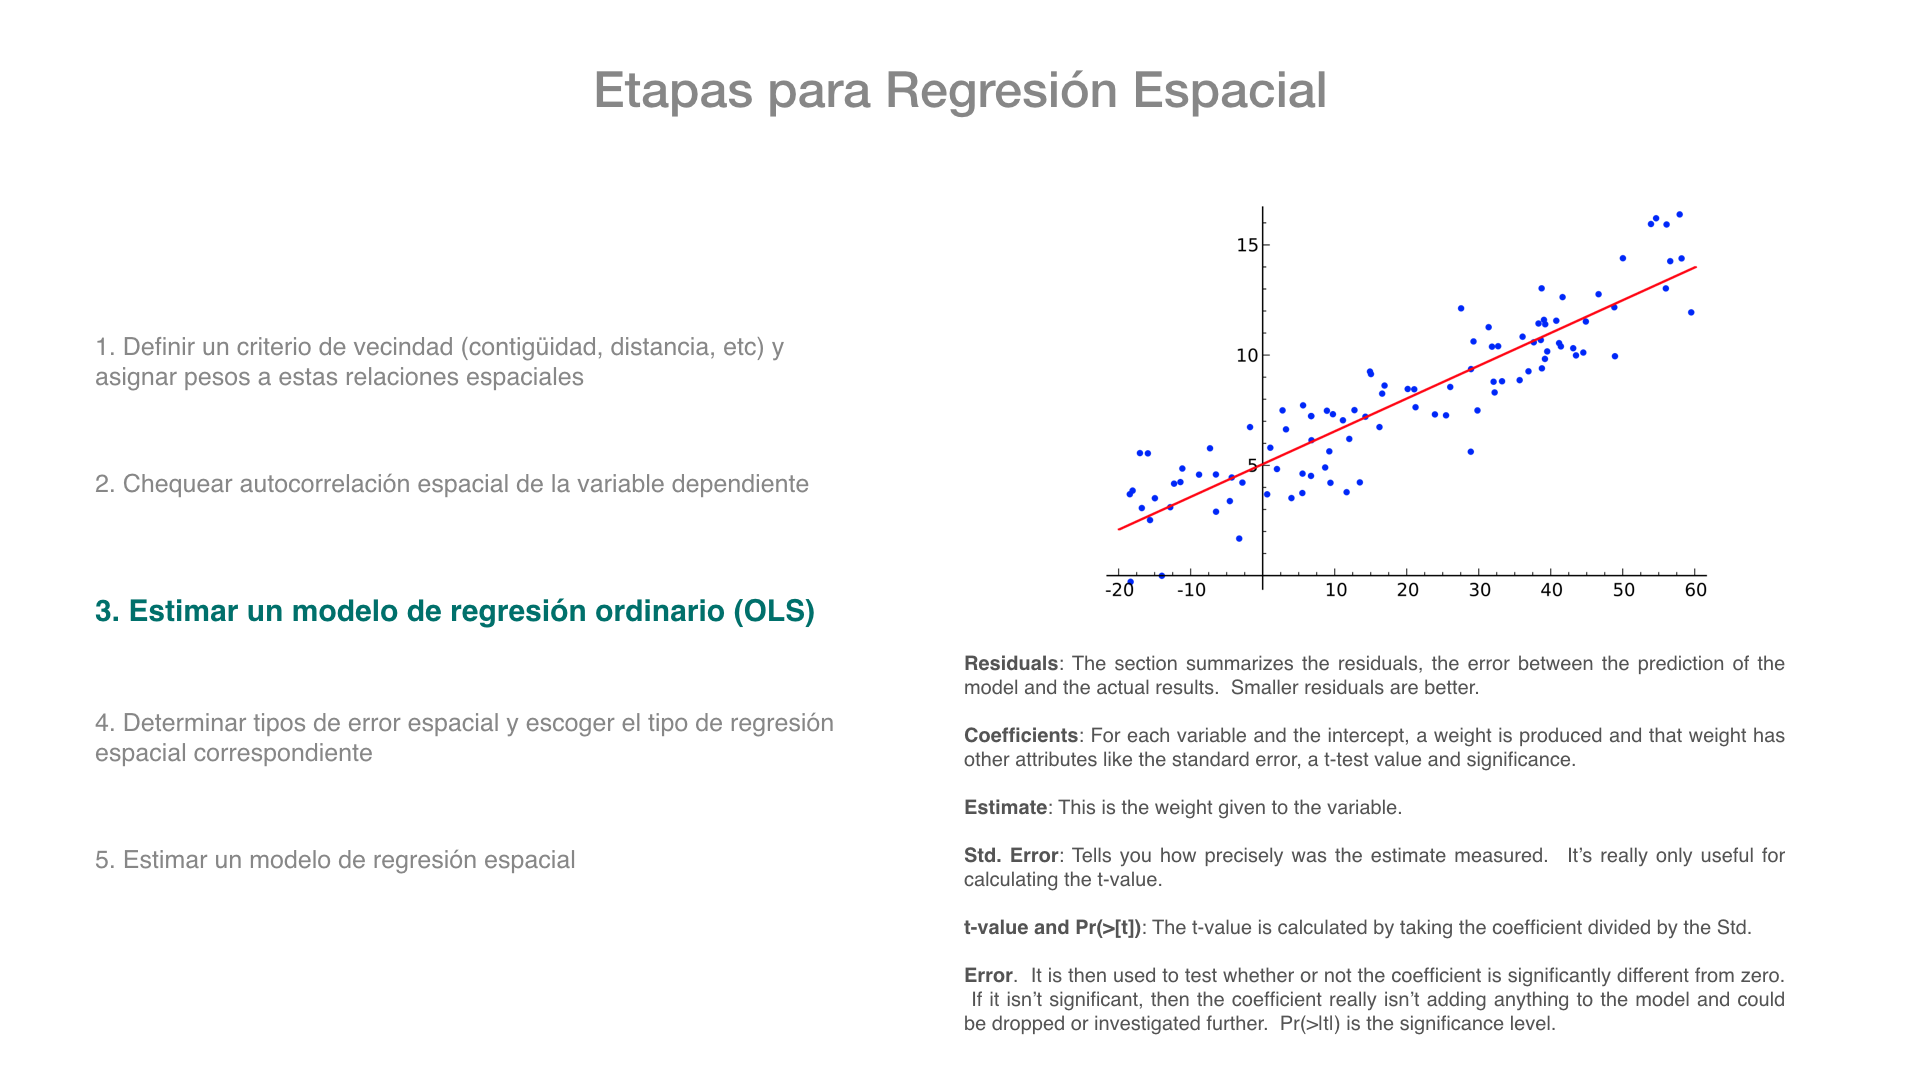 Etapas para Regresión Espacial
1. Definir un criterio de vecindad (contigüidad, distancia, etc) y
asignar pesos a estas relaciones espaciales
2. Chequear autocorrelación espacial de la variable dependiente
3. Estimar un modelo de regresión ordinario (OLS)
4. Determinar tipos de error espacial y escoger el tipo de regresión
espacial correspondiente
5. Estimar un modelo de regresión espacial
15
10
5
-20 -10 10 20 30 40 50 60
Residuals: The section summarizes the residuals, the error between the prediction of the
model and the actual results.  Smaller residuals are better.
Coefficients: For each variable and the intercept, a weight is produced and that weight has
other attributes like the standard error, a t-test value and significance.
Estimate: This is the weight given to the variable.
Std. Error: Tells you how precisely was the estimate measured.  It’s really only useful for
calculating the t-value.
t-value and Pr(>[t]): The t-value is calculated by taking the coefficient divided by the Std.
Error.  It is then used to test whether or not the coefficient is significantly different from zero.
If it isn’t significant, then the coefficient really isn’t adding anything to the model and could
be dropped or investigated further.  Pr(>|t|) is the significance level.